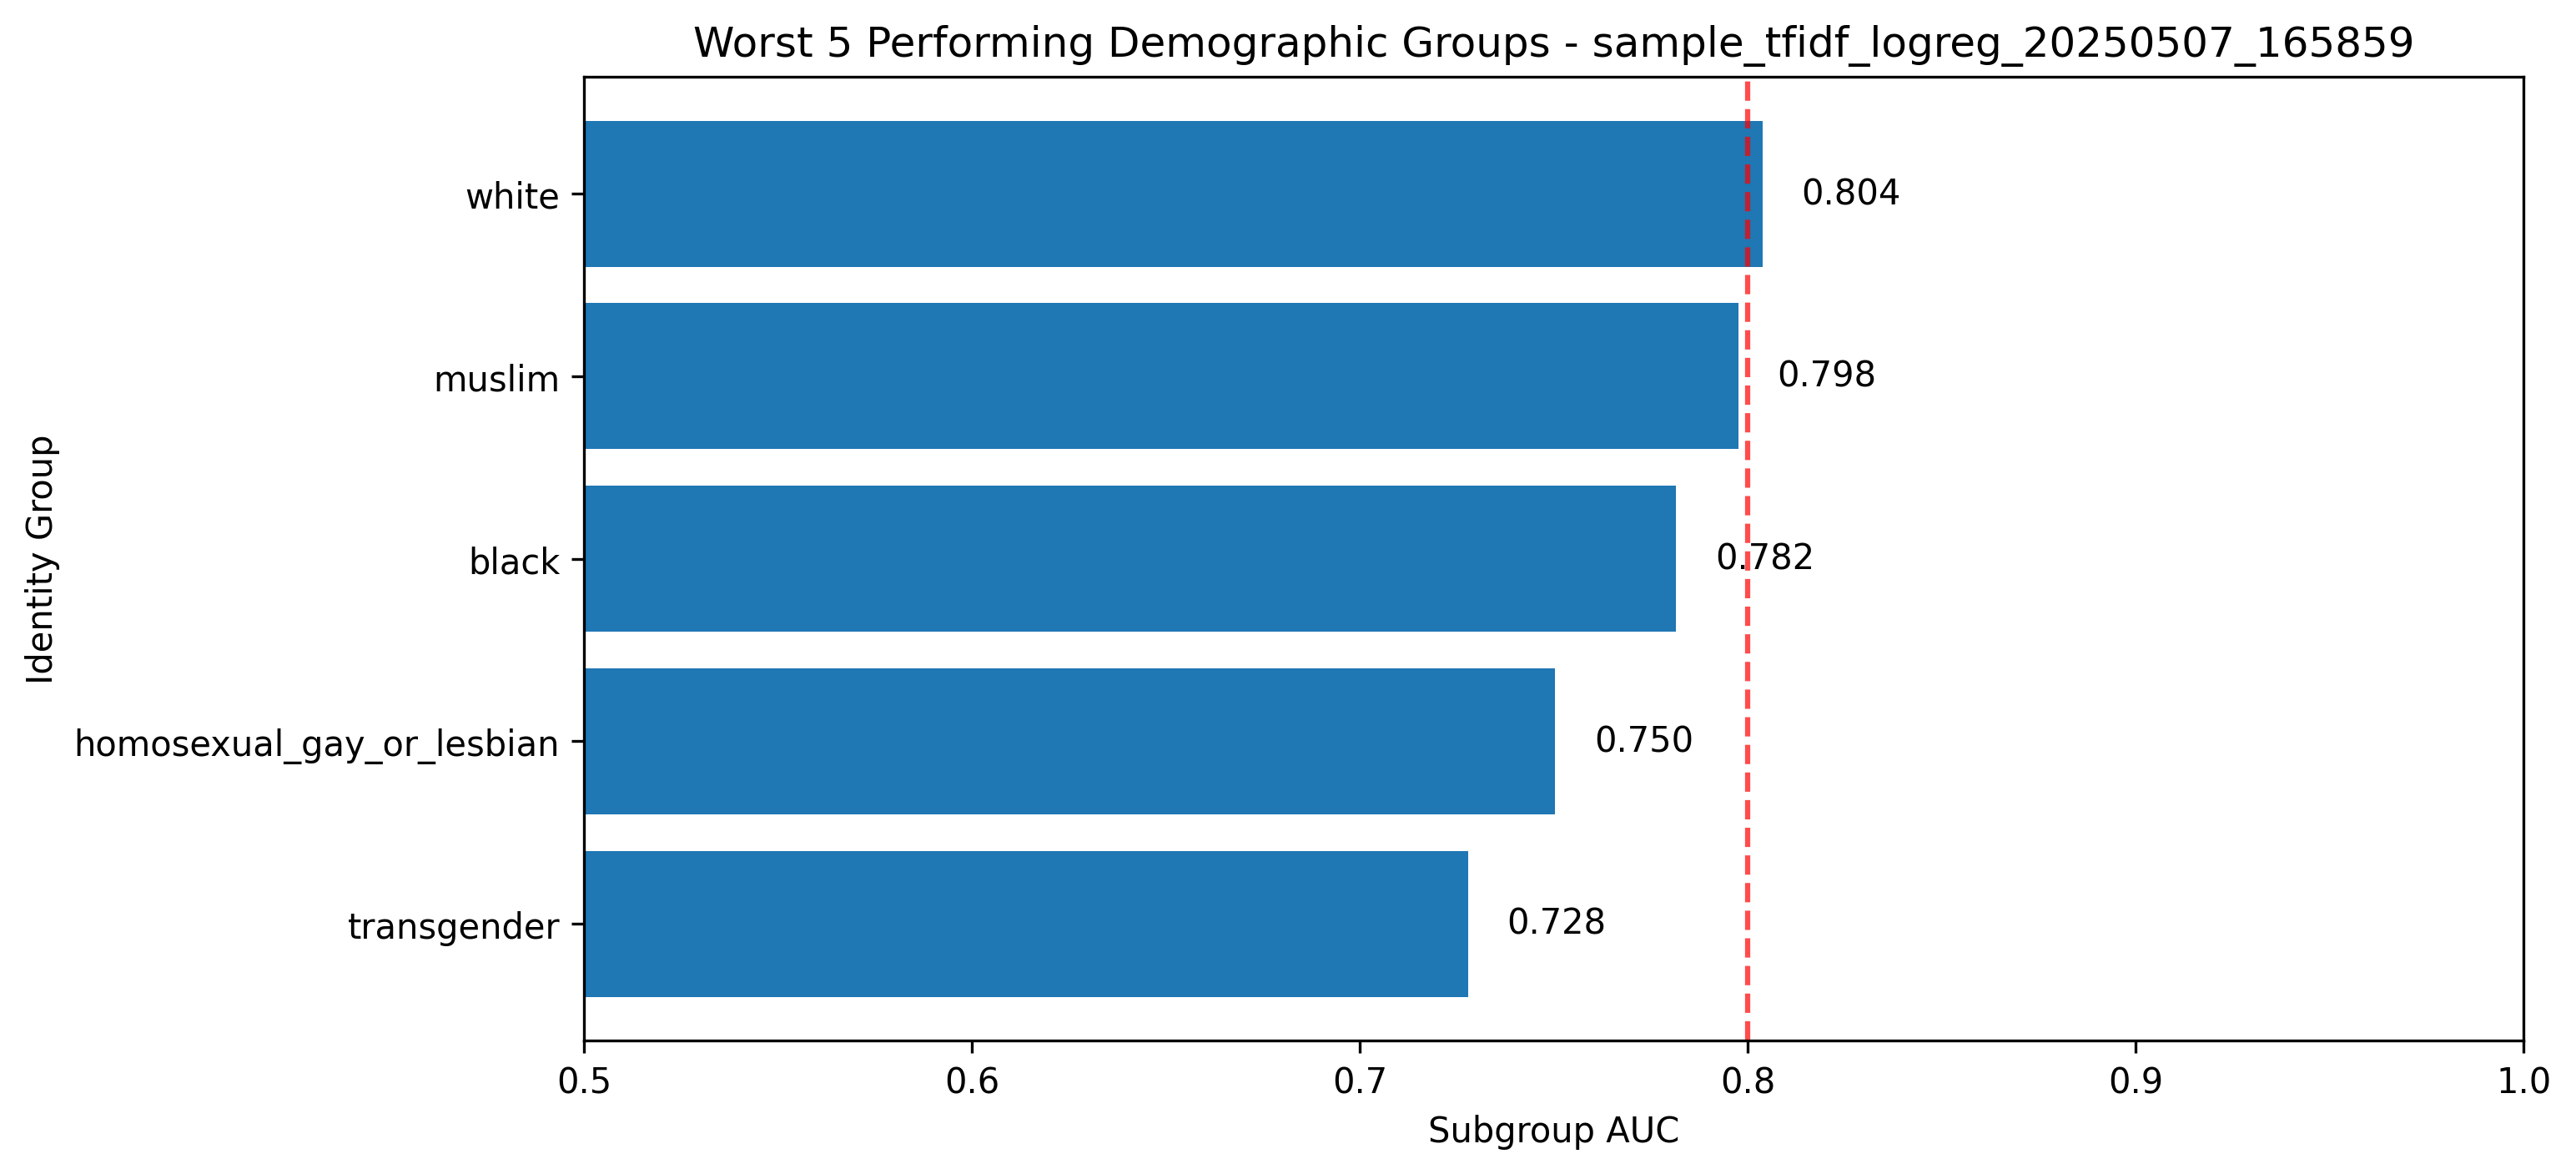 Worst 5 Performing Demographic Groups - sample_tfidf_logreg_20250507_165859
white
0.804
muslim
0.798
black
0.782
homosexual_gay_or_lesbian
0.750
transgender
0.728
Identity Group
0.5
0.6
0.7
0.8
0.9
1.0
Subgroup AUC